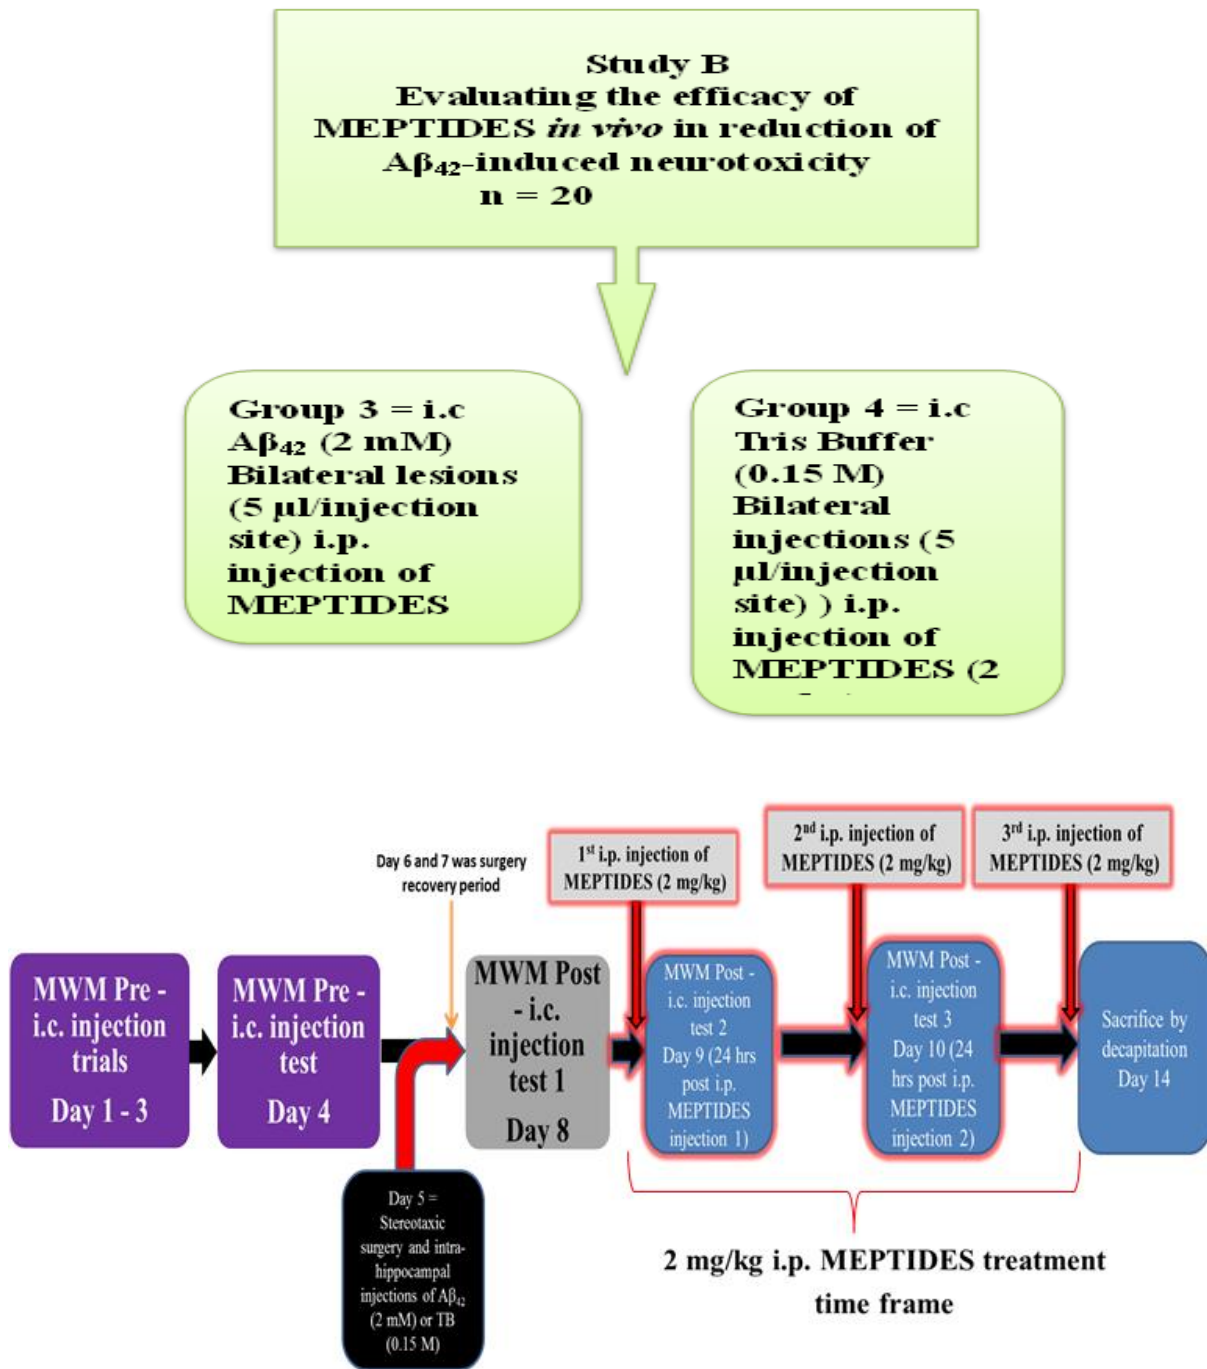 Study B
Evaluating the efficacy of
MEPTIDES in vivo in reduction of
Aβ₄₂-induced neurotoxicity
n = 20
Group 3 = i.c
Aβ₄₂ (2 mM)
Bilateral lesions
(5 µl/injection
site) i.p.
injection of
MEPTIDES
Group 4 = i.c
Tris Buffer
(0.15 M)
Bilateral
injections (5
µl/injection
site) ) i.p.
injection of
MEPTIDES (2
Day 6 and 7 was surgery
recovery period
1st i.p. injection of
MEPTIDES (2 mg/kg)
2nd i.p. injection of
MEPTIDES (2 mg/kg)
3rd i.p. injection of
MEPTIDES (2 mg/kg)
MWM Pre -
i.c. injection
trials
Day 1 - 3
MWM Pre -
i.c. injection
test
Day 4
MWM Post
- i.c.
injection
test 1
Day 8
MWM Post -
i.c. injection
test 2
Day 9 (24 hrs
post i.p.
MEPTIDES
injection 1)
MWM Post -
i.c. injection
test 3
Day 10 (24
hrs post i.p.
MEPTIDES
injection 2)
Sacrifice by
decapitation
Day 14
Day 5 =
Stereotaxic
surgery and intra-
hippocampal
injections of Aβ₄₂
(2 mM) or TB
(0.15 M)
2 mg/kg i.p. MEPTIDES treatment
time frame